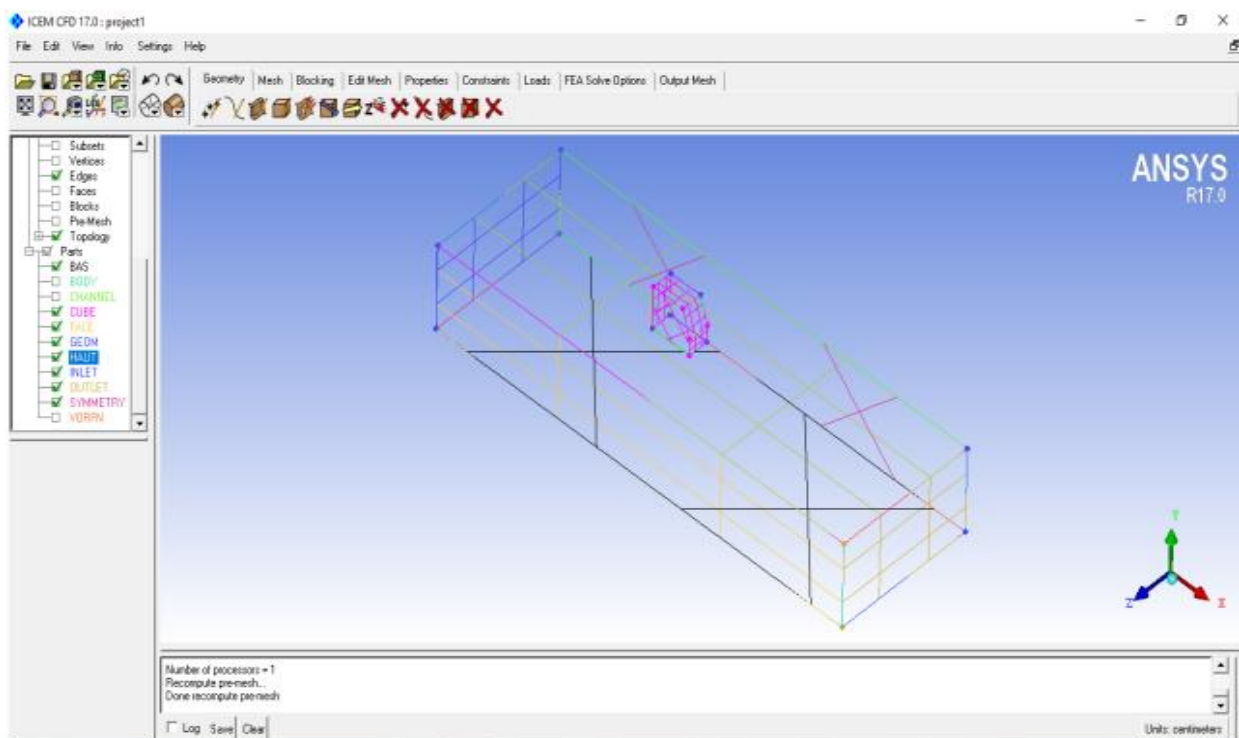 ICEM CFD 17.0 : project1
File Edit View Info Settings Help
Geometry Mesh Blocking Edit Mesh Properties Constraints Loads FEA Solve Options Output Mesh
Subsets
Vertices
Edges
Faces
Blocks
Pre-Mesh
Topology
Parts
BAS
BODY
CHANNEL
CUBE
FACE
GEOM
HAUT
INLET
OUTLET
SYMMETRY
VORFN
ANSYS
R17.0
Y
Z
X
Number of processors = 1
Recompute pre-mesh...
Done recompute pre-mesh
Log Save Clear
Units: centimeters